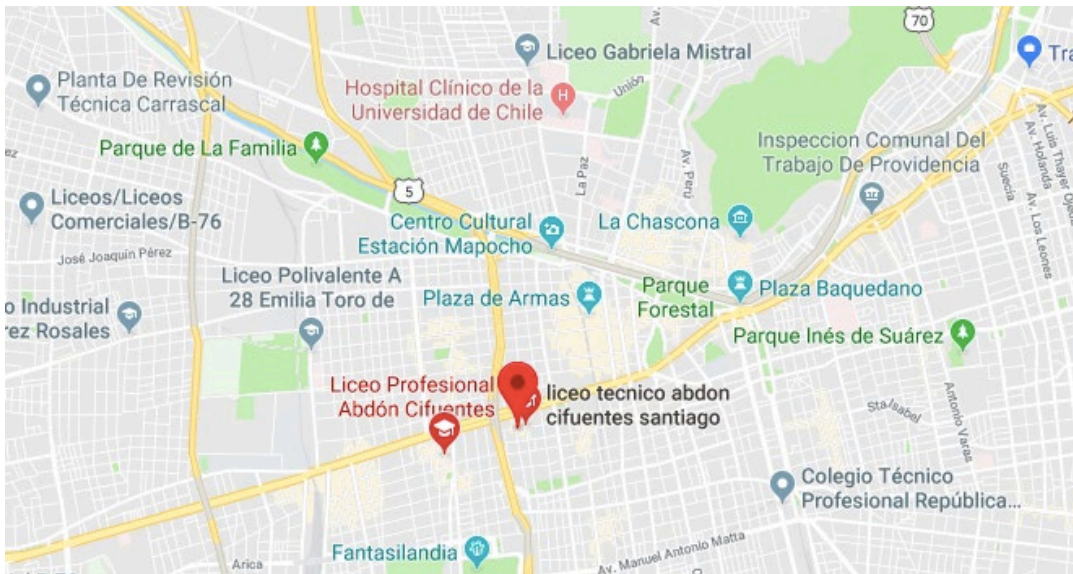 70
Liceo Gabriela Mistral
Tra
Planta De Revisión
Técnica Carrascal
Hospital Clínico de la
Universidad de Chile
Unión
Av.
Parque de La Familia
Inspeccion Comunal Del
Trabajo De Providencia
Av. Luis Thayer Ojeda
Av. Holanda
Suecia
Av. Los Leones
La Paz
Av. Perú
5
Liceos/Liceos
Comerciales/B-76
Centro Cultural
Estación Mapocho
La Chascona
José Joaquín Pérez
Liceo Polivalente A
28 Emilia Toro de
Plaza de Armas
Parque
Forestal
Plaza Baquedano
o Industrial
rez Rosales
Parque Inés de Suárez
Liceo Profesional
Abdón Cifuentes
liceo tecnico abdon
cifuentes santiago
Sta Isabel
Antonio Varas
Colegio Técnico
Profesional República...
Fantasilandia
Av. Manuel Antonio Matta
Arica